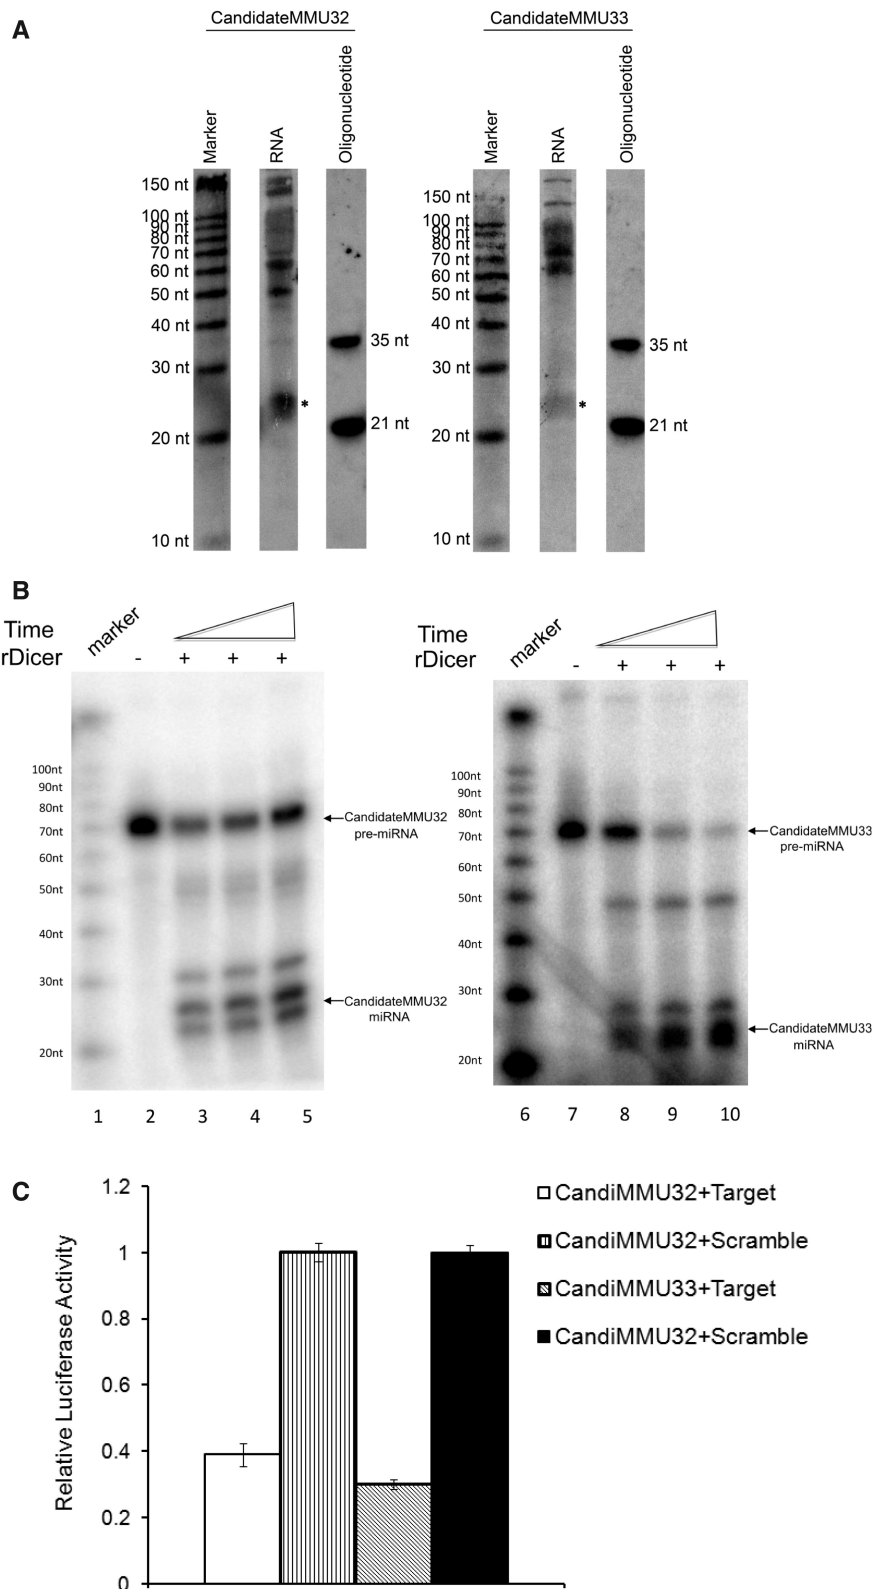 A
CandidateMMU32
CandidateMMU33
Marker
RNA
Oligonucleotide
Marker
RNA
Oligonucleotide
150 nt
100 nt
90 nt
80 nt
70 nt
60 nt
50 nt
40 nt
30 nt
20 nt
10 nt
35 nt
*
21 nt
150 nt
100 nt
90 nt
80 nt
70 nt
60 nt
50 nt
40 nt
30 nt
20 nt
10 nt
35 nt
*
21 nt
B
Time
rDicer
marker
- + + +
100nt
90nt
80nt
70nt
60nt
50nt
40nt
30nt
20nt
CandidateMMU32
pre-miRNA
CandidateMMU32
miRNA
1 2 3 4 5
Time
rDicer
marker
- + + +
100nt
90nt
80nt
70nt
60nt
50nt
40nt
30nt
20nt
CandidateMMU33
pre-miRNA
CandidateMMU33
miRNA
6 7 8 9 10
C
Relative Luciferase Activity
1.2
1
0.8
0.6
0.4
0.2
0
CandiMMU32+Target
CandiMMU32+Scramble
CandiMMU33+Target
CandiMMU32+Scramble